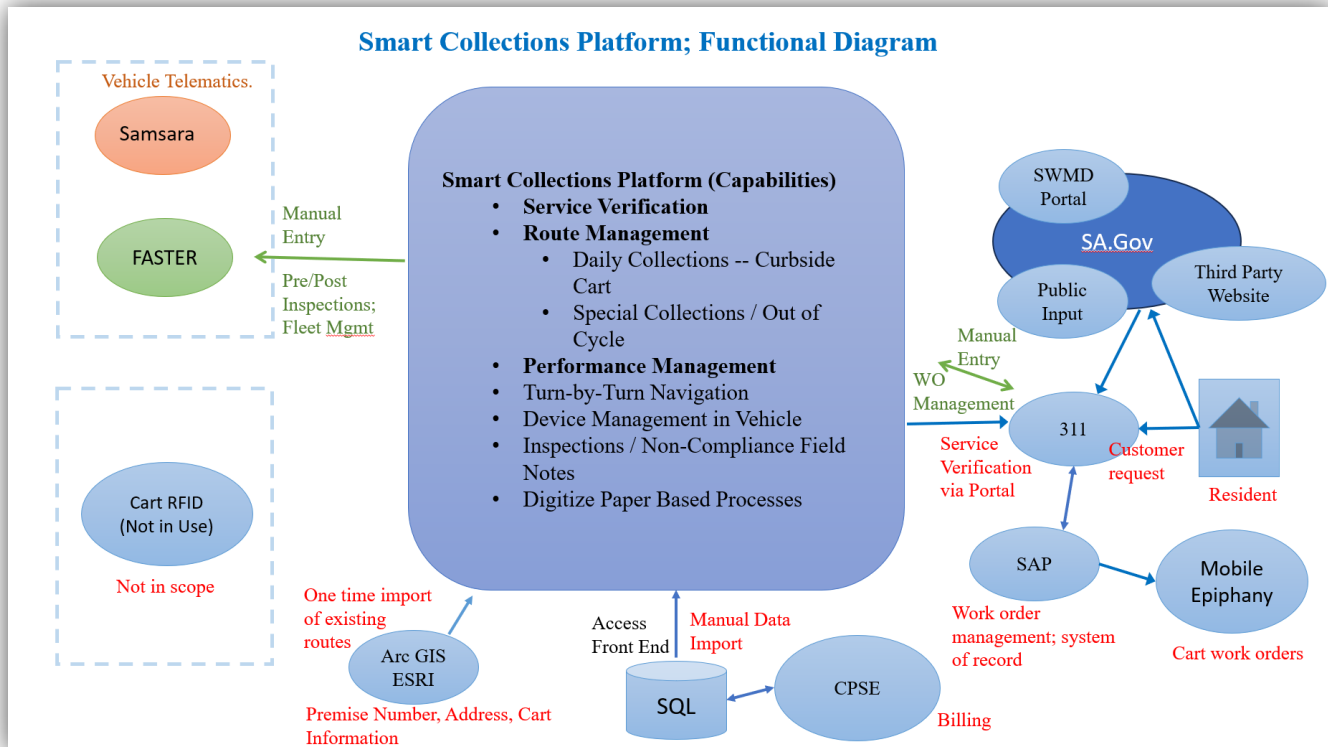 Smart Collections Platform; Functional Diagram
Vehicle Telematics.
Samsara
FASTER
Manual
Entry
Pre/Post
Inspections;
Fleet Mgmt
Cart RFID
(Not in Use)
Not in scope
Smart Collections Platform (Capabilities)
• Service Verification
• Route Management
• Daily Collections -- Curbside
Cart
• Special Collections / Out of
Cycle
• Performance Management
• Turn-by-Turn Navigation
• Device Management in Vehicle
• Inspections / Non-Compliance Field
Notes
• Digitize Paper Based Processes
SWMD
Portal
SA.Gov
Third Party
Website
Public
Input
Manual
Entry
WO
Management
311
Service
Verification
via Portal
Customer
request
Resident
SAP
Mobile
Epiphany
Work order
management; system
of record
Cart work orders
One time import
of existing
routes
Arc GIS
ESRI
Premise Number, Address, Cart
Information
Access
Front End
Manual Data
Import
SQL
CPSE
Billing